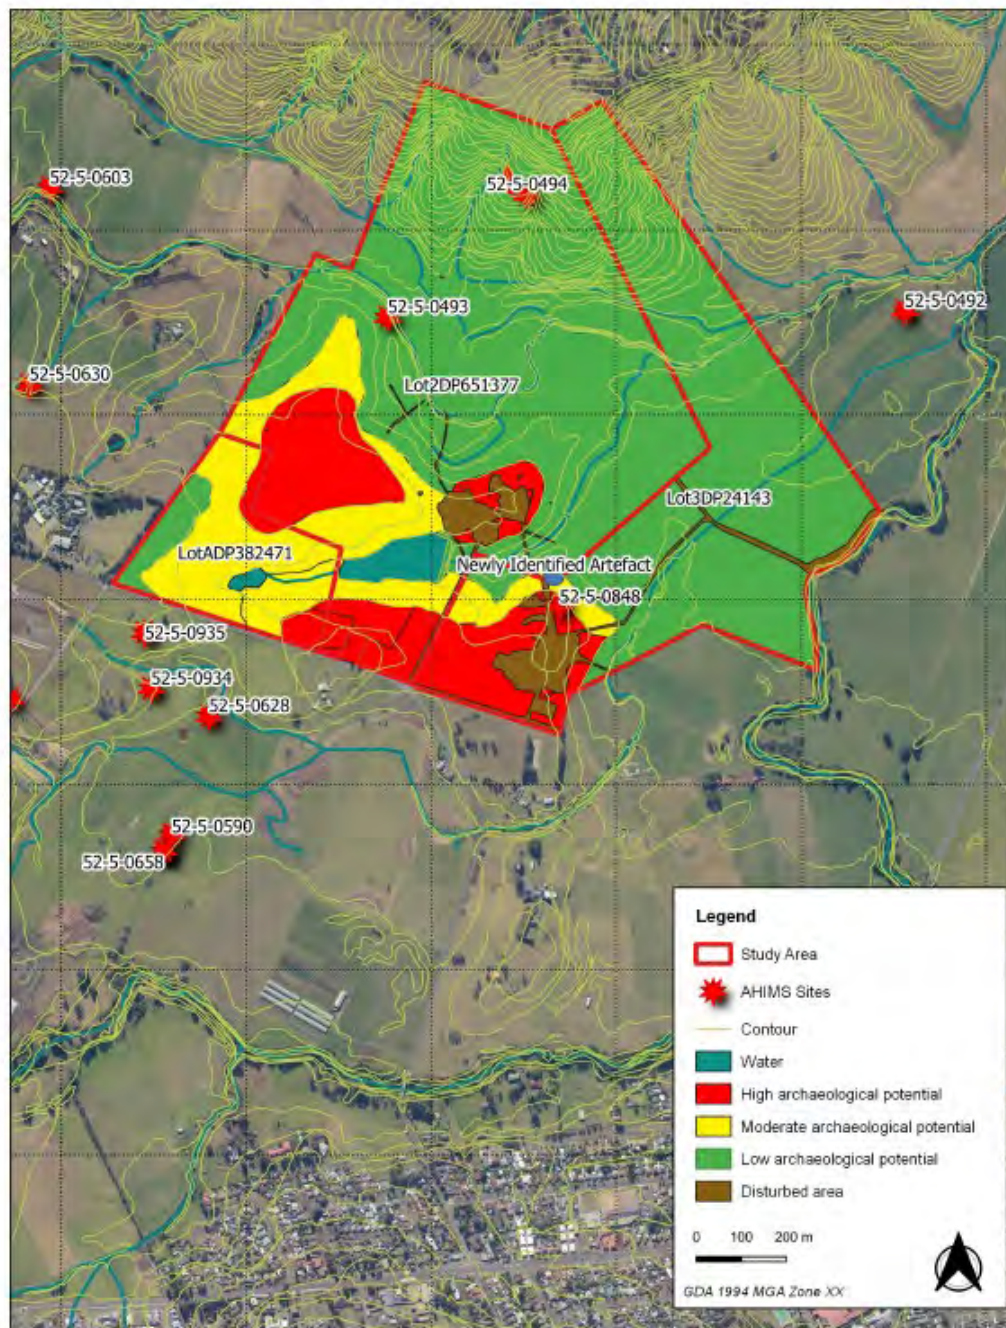 52-5-0603
52-5-0494
52-5-0493
52-5-0492
52-5-0630
Lot2DP651377
Lot3DP24143
LotADP382471
Newly Identified Artefact
52-5-0848
52-5-0935
52-5-0934
52-5-0628
52-5-0590
52-5-0658
Legend
Study Area
AHIMS Sites
Contour
Water
High archaeological potential
Moderate archaeological potential
Low archaeological potential
Disturbed area
0 100 200 m
GDA 1994 MGA Zone XX